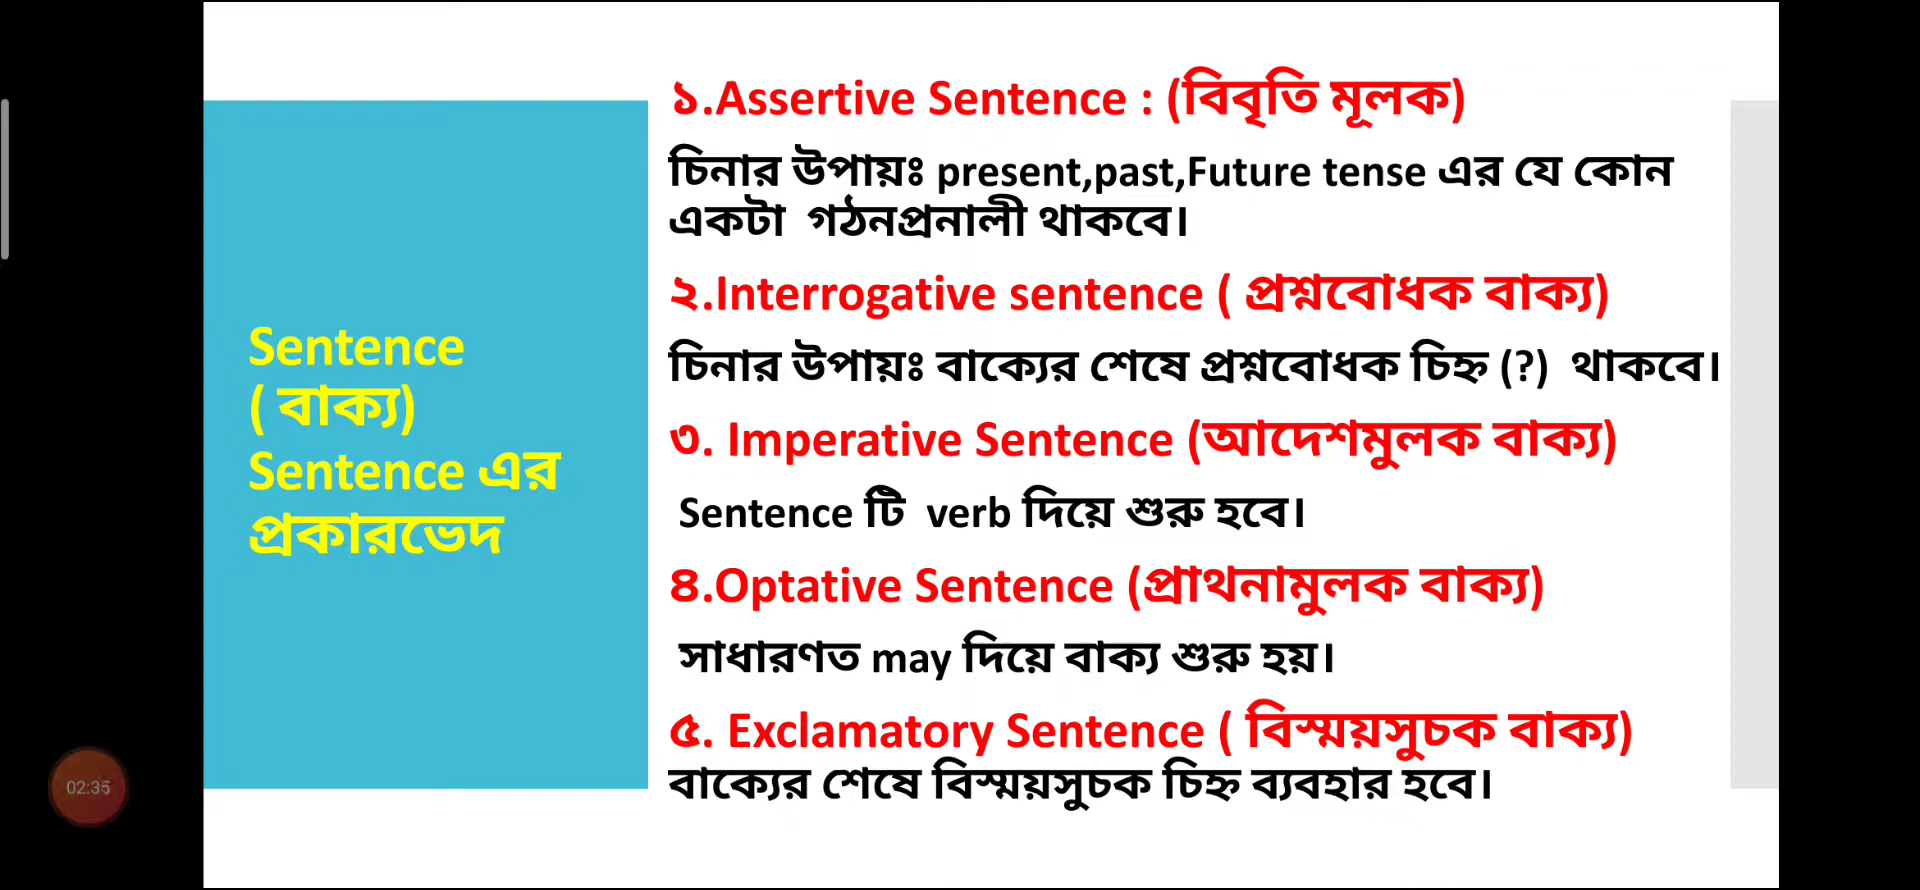 Sentence
( বাক্য)
Sentence এর
প্রকারভেদ
১.Assertive Sentence : (বিবৃতি মূলক)
চিনার উপায়ঃ present,past,Future tense এর যে কোন
একটা গঠনপ্রনালী থাকবে।
২.Interrogative sentence ( প্রশ্নবোধক বাক্য)
চিনার উপায়ঃ বাক্যের শেষে প্রশ্নবোধক চিহ্ন (?) থাকবে।
৩. Imperative Sentence (আদেশমুলক বাক্য)
Sentence টি verb দিয়ে শুরু হবে।
৪.Optative Sentence (প্রাথনামুলক বাক্য)
সাধারণত may দিয়ে বাক্য শুরু হয়।
৫. Exclamatory Sentence ( বিস্ময়সুচক বাক্য)
বাক্যের শেষে বিস্ময়সুচক চিহ্ন ব্যবহার হবে।
02:35